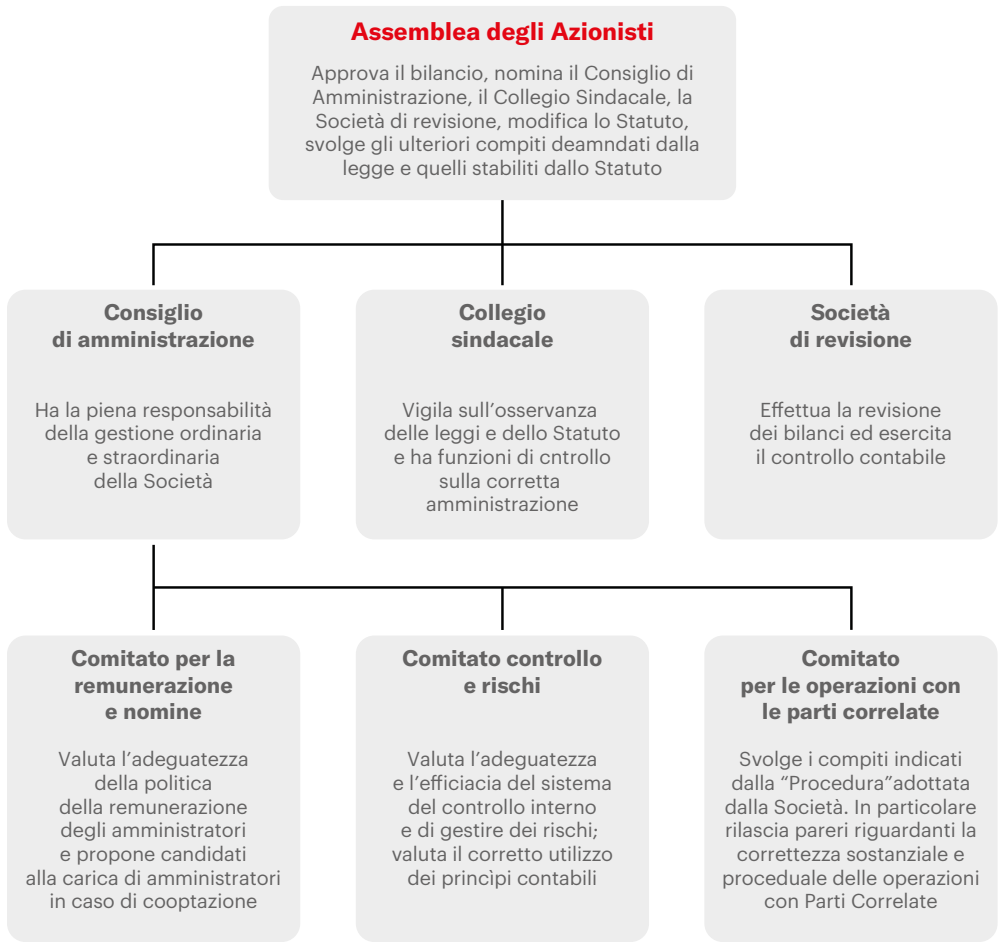 Assemblea degli Azionisti
Approva il bilancio, nomina il Consiglio di
Amministrazione, il Collegio Sindacale, la
Società di revisione, modifica lo Statuto,
svolge gli ulteriori compiti deamndati dalla
legge e quelli stabiliti dallo Statuto
Consiglio
di amministrazione
Ha la piena responsabilità
della gestione ordinaria
e straordinaria
della Società
Collegio
sindacale
Vigila sull'osservanza
delle leggi e dello Statuto
e ha funzioni di cntrollo
sulla corretta
amministrazione
Società
di revisione
Effettua la revisione
dei bilanci ed esercita
il controllo contabile
Comitato per la
remunerazione
e nomine
Valuta l'adeguatezza
della politica
della remunerazione
degli amministratori
e propone candidati
alla carica di amministratori
in caso di cooptazione
Comitato controllo
e rischi
Valuta l'adeguatezza
e l'efficiacia del sistema
del controllo interno
e di gestire dei rischi;
valuta il corretto utilizzo
dei princìpi contabili
Comitato
per le operazioni con
le parti correlate
Svolge i compiti indicati
dalla “Procedura”adottata
dalla Società. In particolare
rilascia pareri riguardanti la
correttezza sostanziale e
proceduale delle operazioni
con Parti Correlate